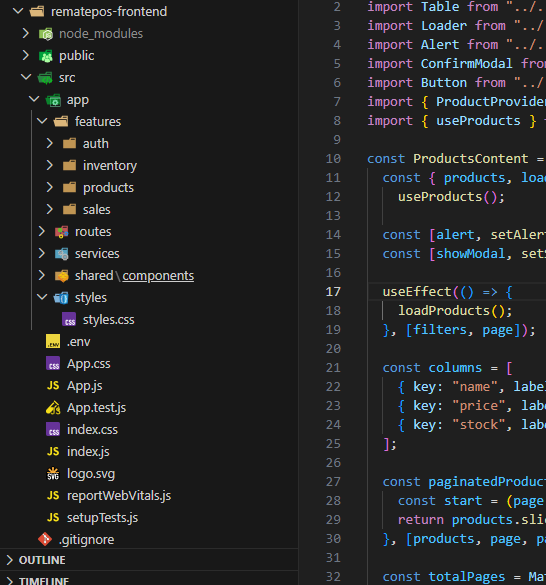 rematepos-frontend
node_modules
public
src
app
features
auth
inventory
products
sales
routes
services
shared\components
styles
styles.css
.env
App.css
App.js
App.test.js
index.css
index.js
logo.svg
reportWebVitals.js
setupTests.js
.gitignore
OUTLINE
TIMELINE
2 import Table from "../.
3 import Loader from "../
4 import Alert from "../.
5 import ConfirmModal fro
6 import Button from "../
7 import { ProductProvide
8 import { useProducts } 
9
10 const ProductsContent =
11 const { products, load
12 useProducts();
13
14 const [alert, setAlert
15 const [showModal, set
16
17 useEffect(() => {
18 loadProducts();
19 }, [filters, page]);
20
21 const columns = [
22 { key: "name", labe
23 { key: "price", lab
24 { key: "stock", lab
25 ];
26
27 const paginatedProduct
28 const start = (page
29 return products.slic
30 }, [products, page, pa
31
32 const totalPages = Mat